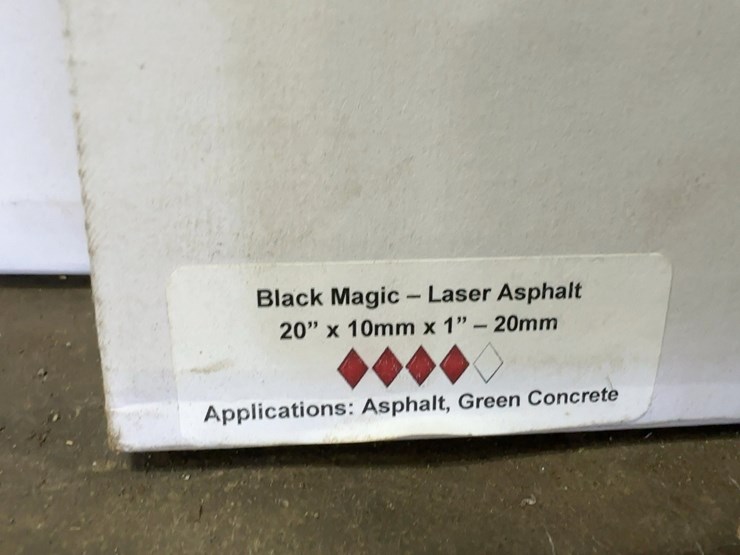 Black Magic – Laser Asphalt
20” x 10mm x 1” – 20mm
Applications: Asphalt, Green Concrete